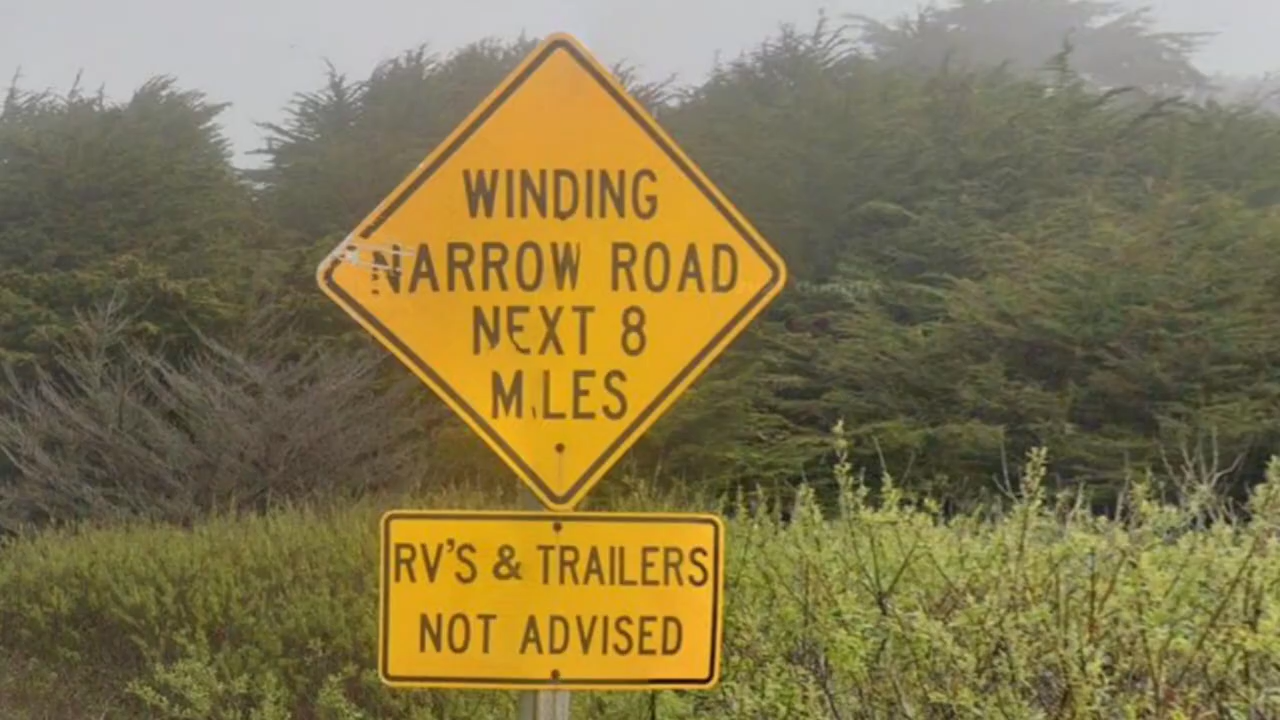 WINDING
NARROW ROAD
NEXT 8
MILES
RV'S & TRAILERS
NOT ADVISED